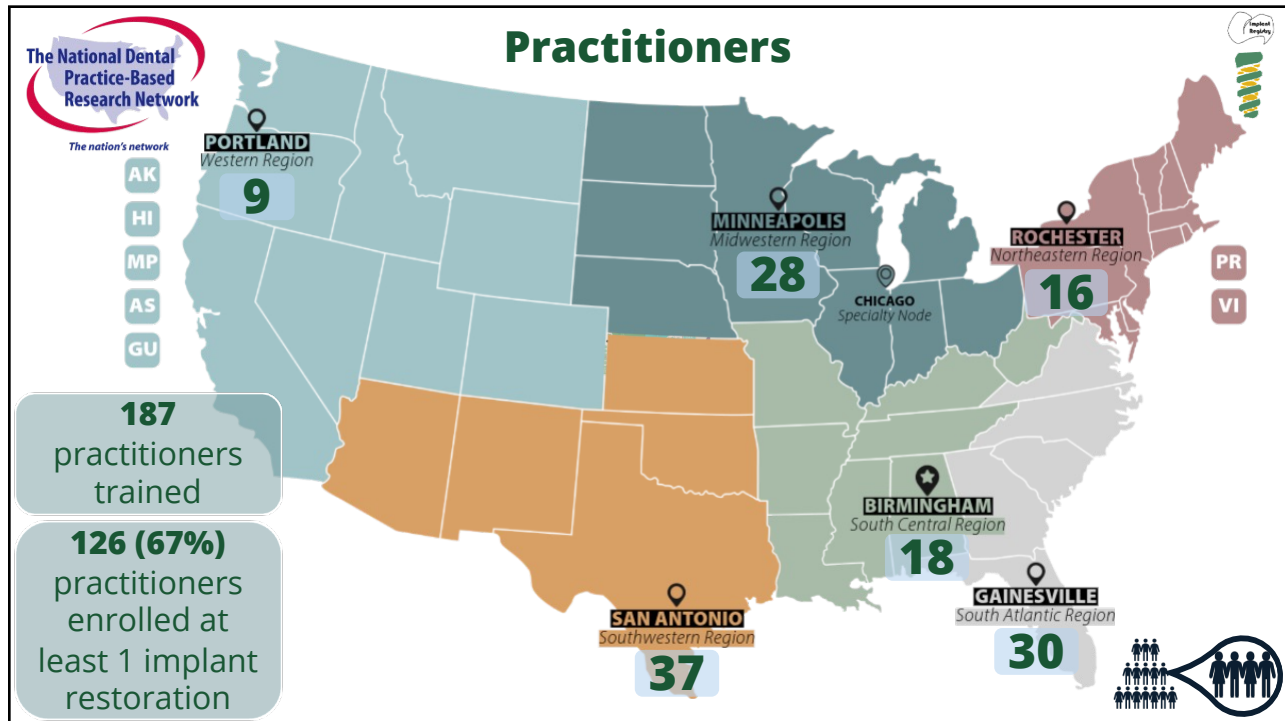 Practitioners
The National Dental
Practice-Based
Research Network
The nation's network
Implant
Registry
PORTLAND
Western Region
9
AK
HI
MP
AS
GU
MINNEAPOLIS
Midwestern Region
28
CHICAGO
Specialty Node
ROCHESTER
Northeastern Region
16
PR
VI
187
practitioners
trained
126 (67%)
practitioners
enrolled at
least 1 implant
restoration
BIRMINGHAM
South Central Region
18
GAINESVILLE
South Atlantic Region
30
SAN ANTONIO
Southwestern Region
37